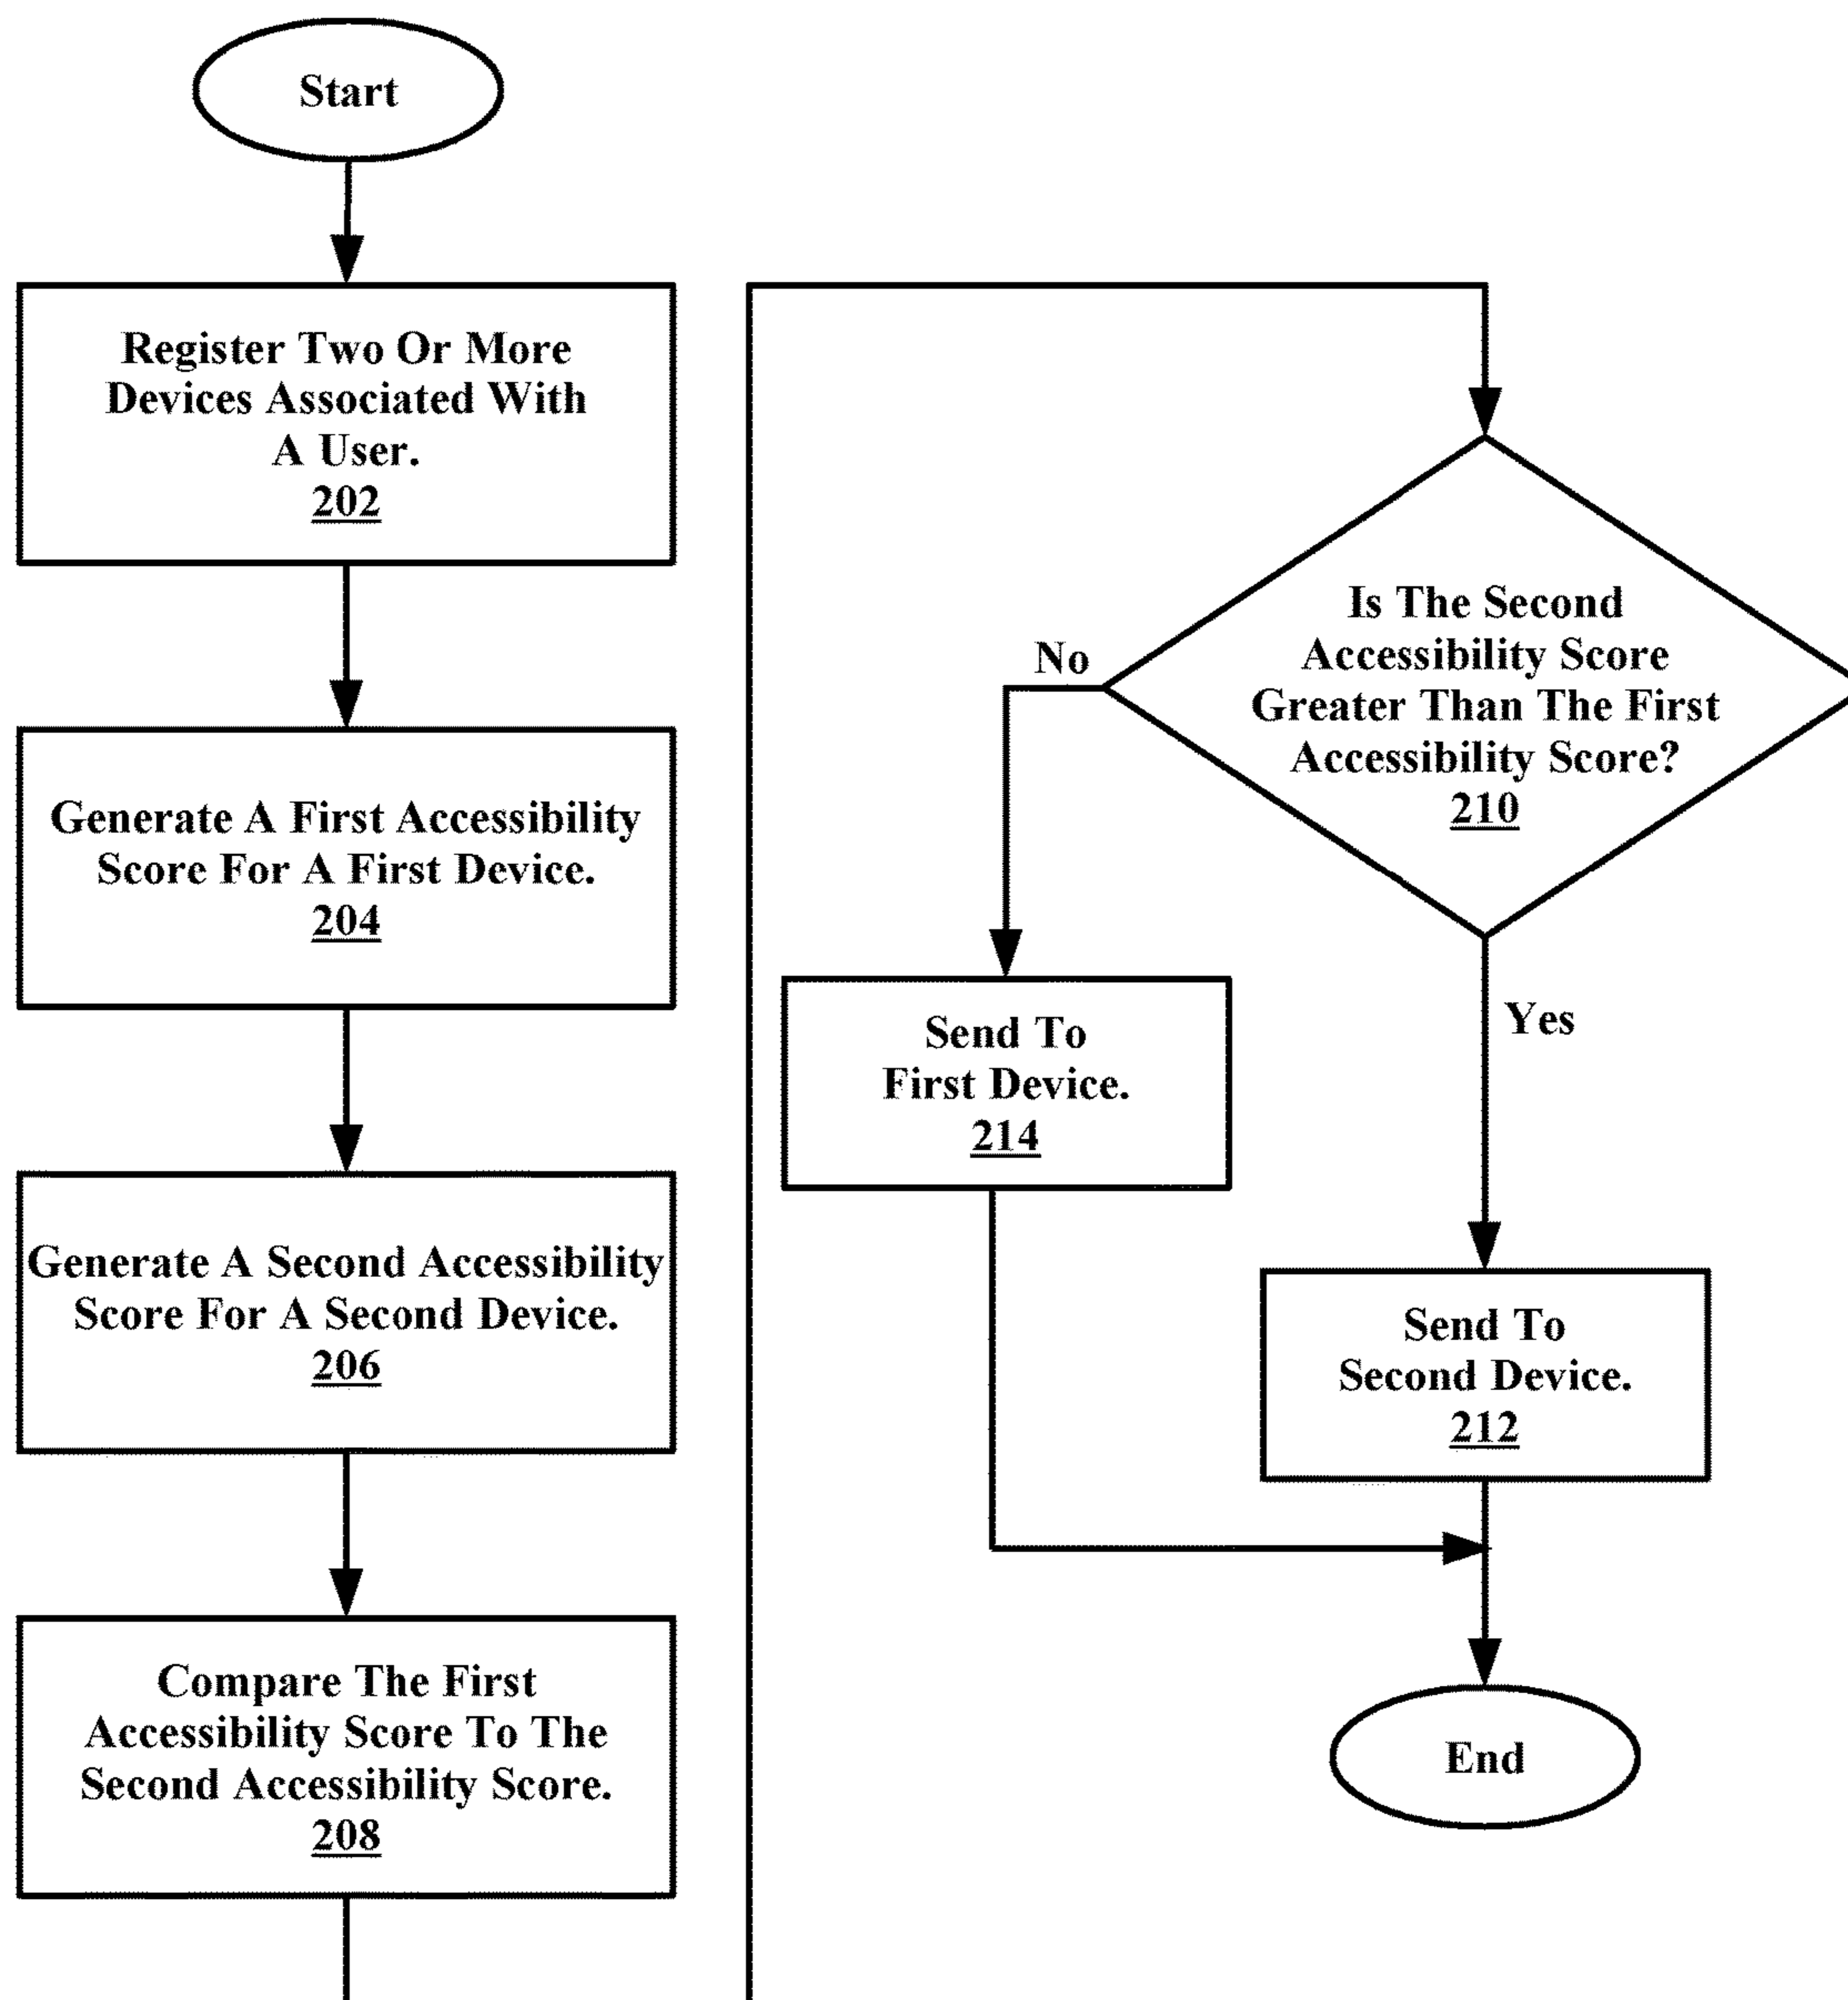 Start
Register Two Or More
Devices Associated With
A User.
202
Generate A First Accessibility
Score For A First Device.
204
Generate A Second Accessibility
Score For A Second Device.
206
Compare The First
Accessibility Score To The
Second Accessibility Score.
208
Is The Second
Accessibility Score
Greater Than The First
Accessibility Score?
210
No
Yes
Send To
First Device.
214
Send To
Second Device.
212
End